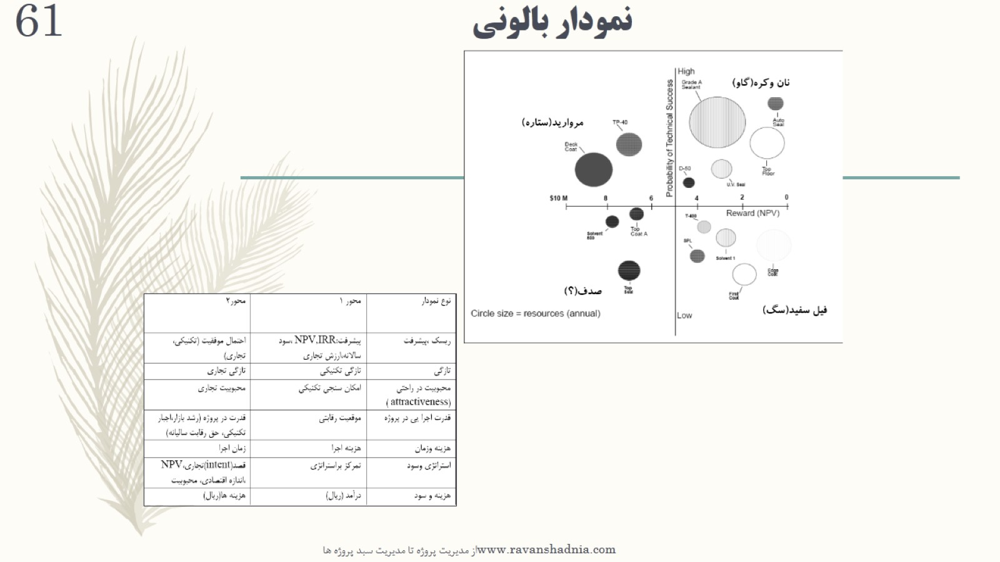 61
نمودار بالونی
High
Grade A
Sealant
نان وکره(گاو)
Auto
Seal
Top
Floor
D-50
U.V. Seal
Probability of Technical Success
مروارید(ستاره)
TP-40
Deck
Coat
$10 M 8 6 4 2 0
Reward (NPV)
Solvent
800
Top
Coat A
Top
Seal
صدف(؟)
T-400
SPL
Solvent 1
Edge
Coat
First
Coat
فیل سفید(سگ)
Circle size = resources (annual)
Low
نوع نمودار محور ۱ محور۲
ریسک ،پیشرفت پیشرفت:NPV,IRR ،سود احتمال موفقیت (تکنیکی،
سالانه،ارزش تجاری تجاری)
تازگی تازگی تکنیکی تازگی تجاری
محبوبیت در راحتی امکان سنجی تکنیکی محبوبیت تجاری
(attractiveness )
قدرت اجرا یی در پروژه موقعیت رقابتی قدرت در پروژه (رشد بازار،اجبار
تکنیکی، حق رقابت سالیانه)
هزینه وزمان هزینه اجرا زمان اجرا
استراتژی وسود تمرکز براستراتژی قصد(intent)تجاری،NPV
،اندازه اقتصادی، محبوبیت
هزینه و سود درآمد (ریال) هزینه ها(ریال)
از مدیریت پروژه تا مدیریت سبد پروژه هاwww.ravanshadnia.com